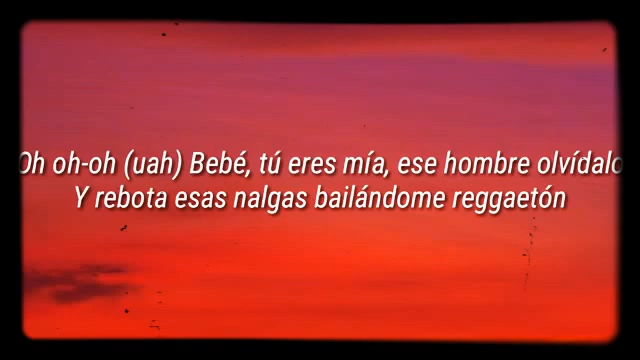 Oh oh-oh (uah) Bebé, tú eres mía, ese hombre olvídalo
Y rebota esas nalgas bailándome reggaetón